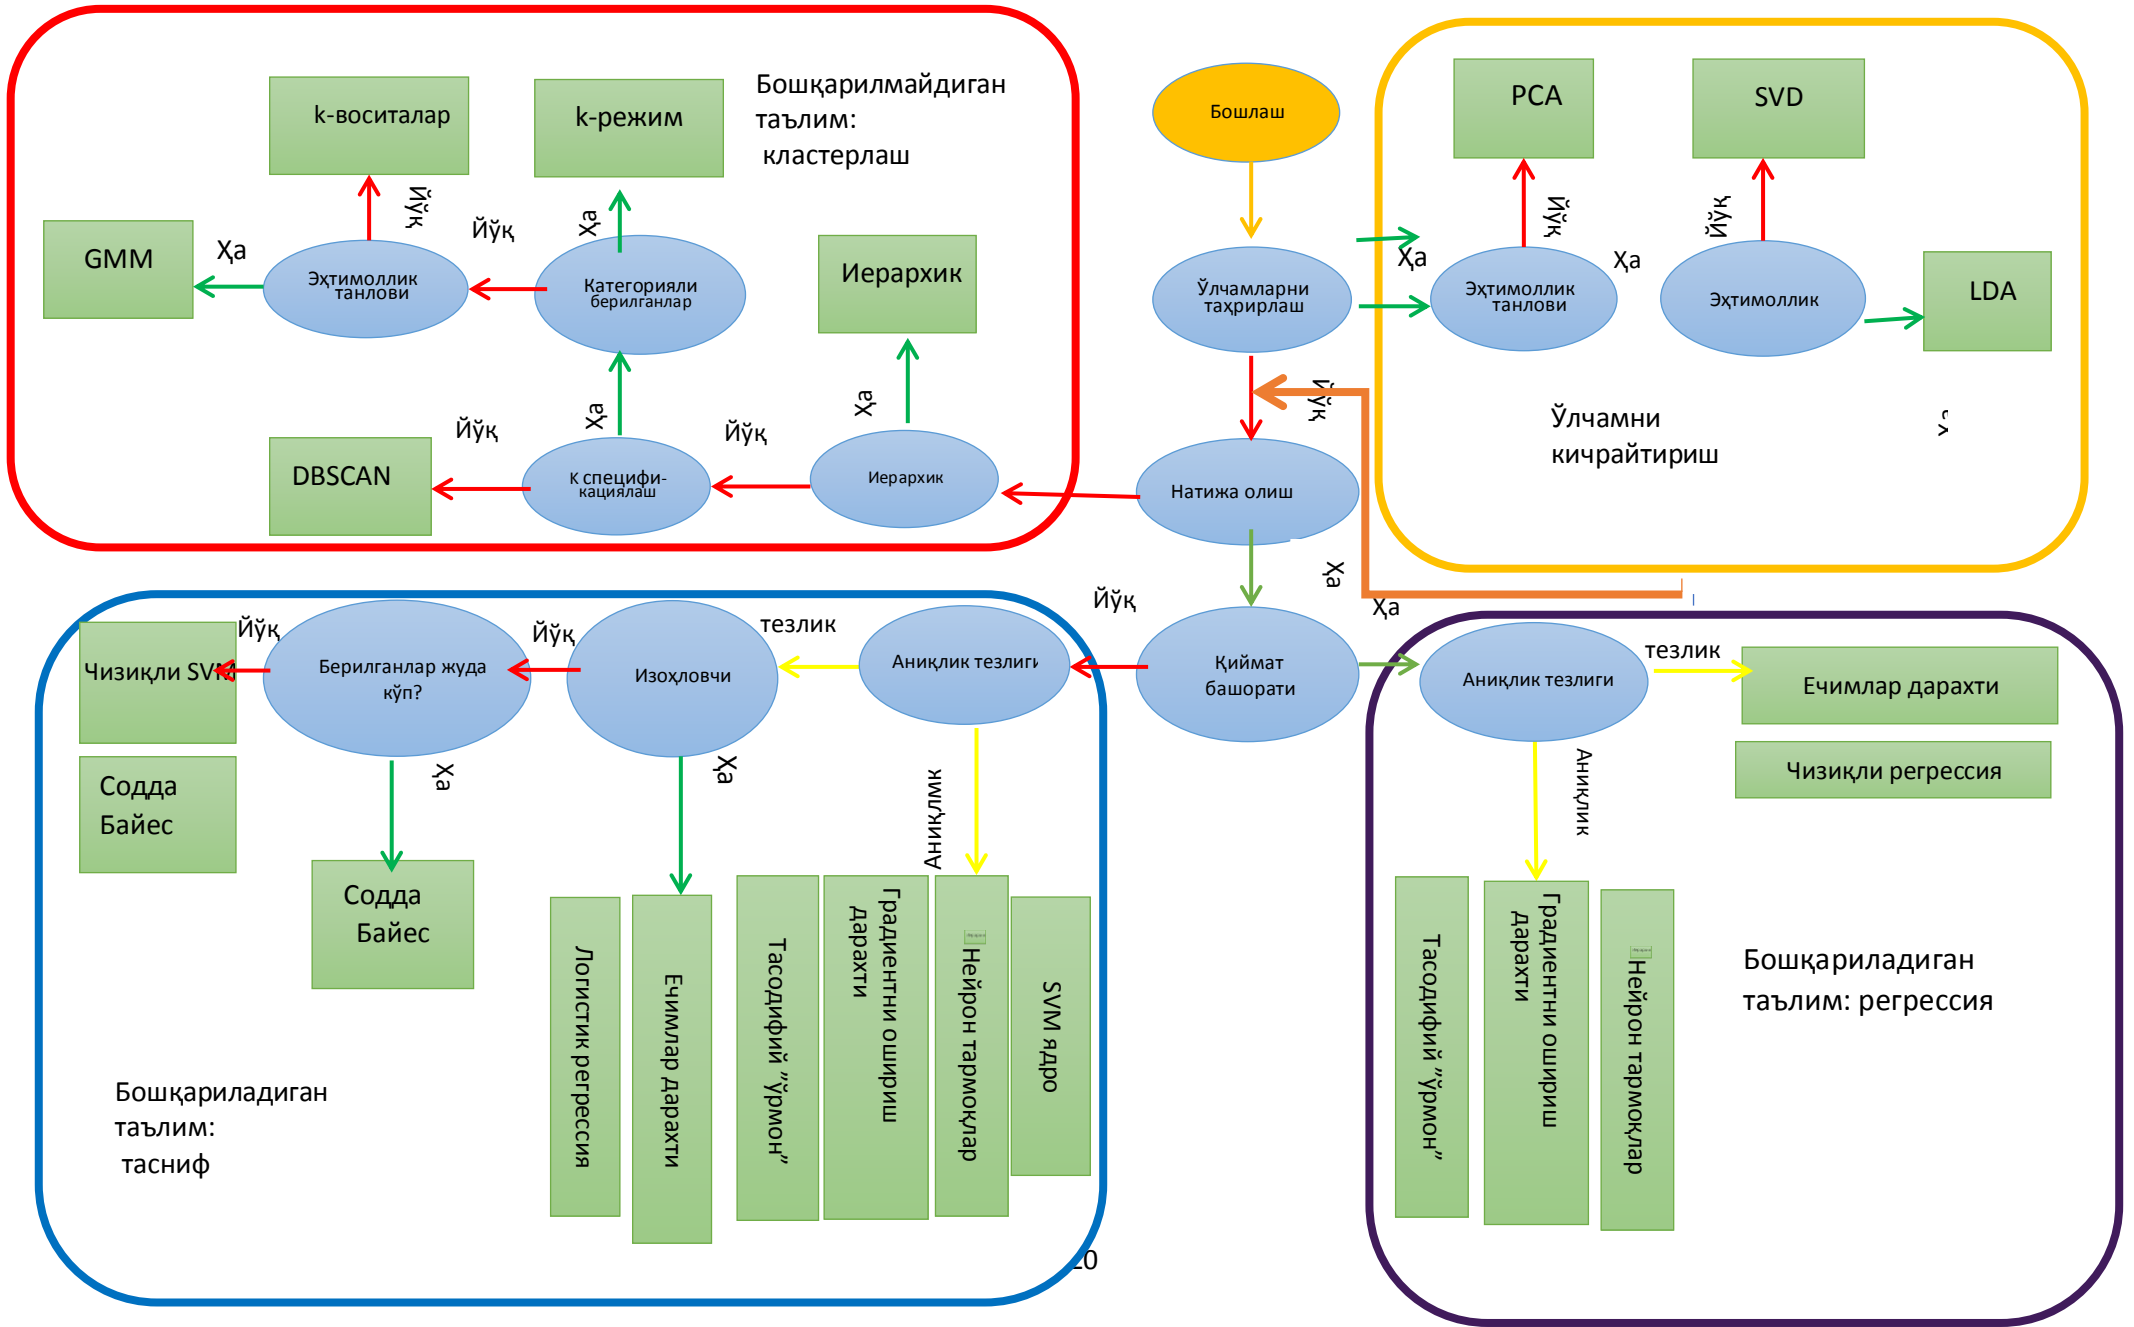 k-воситалар
k-режим
Бошқарилмайдиган
таълим:
кластерлаш
GMM
Ҳа
Йўқ
Эҳтимоллик
танлови
Йўқ
Ҳа
Категорияли
берилганлар
Иерархик
DBSCAN
Йўқ
Ҳа
К специфи-
кациялаш
Йўқ
Ҳа
Иерархик
Бошлаш
Ўлчамларни
таҳрирлаш
Ҳа
Йўқ
Натижа олиш
Ҳа
PCA
SVD
Йўқ
Ҳа
Йўқ
Эҳтимоллик
танлови
Эҳтимоллик
LDA
Ўлчамни
кичрайтириш
Йўқ
Ҳа
Қиймат
башорати
Чизиқли SVM
Йўқ
Берилганлар жуда
кўп?
Йўқ
Изоҳловчи
тезлик
Аниқлик тезлиги
Ҳа
Ҳа
Аниқлмк
Содда
Байес
Содда
Байес
Логистик регрессия
Ечимлар дарахти
Тасодифий ”ўрмон”
Градиентни ошириш
дарахти
Нейрон тармоқлар
SVM ядро
Бошқариладиган
таълим:
тасниф
Аниқлик тезлиги
тезлик
Ечимлар дарахти
Чизиқли регрессия
Аниқлик
Тасодифий ”ўрмон”
Градиентни ошириш
дарахти
Нейрон тармоқлар
Бошқариладиган
таълим: регрессия